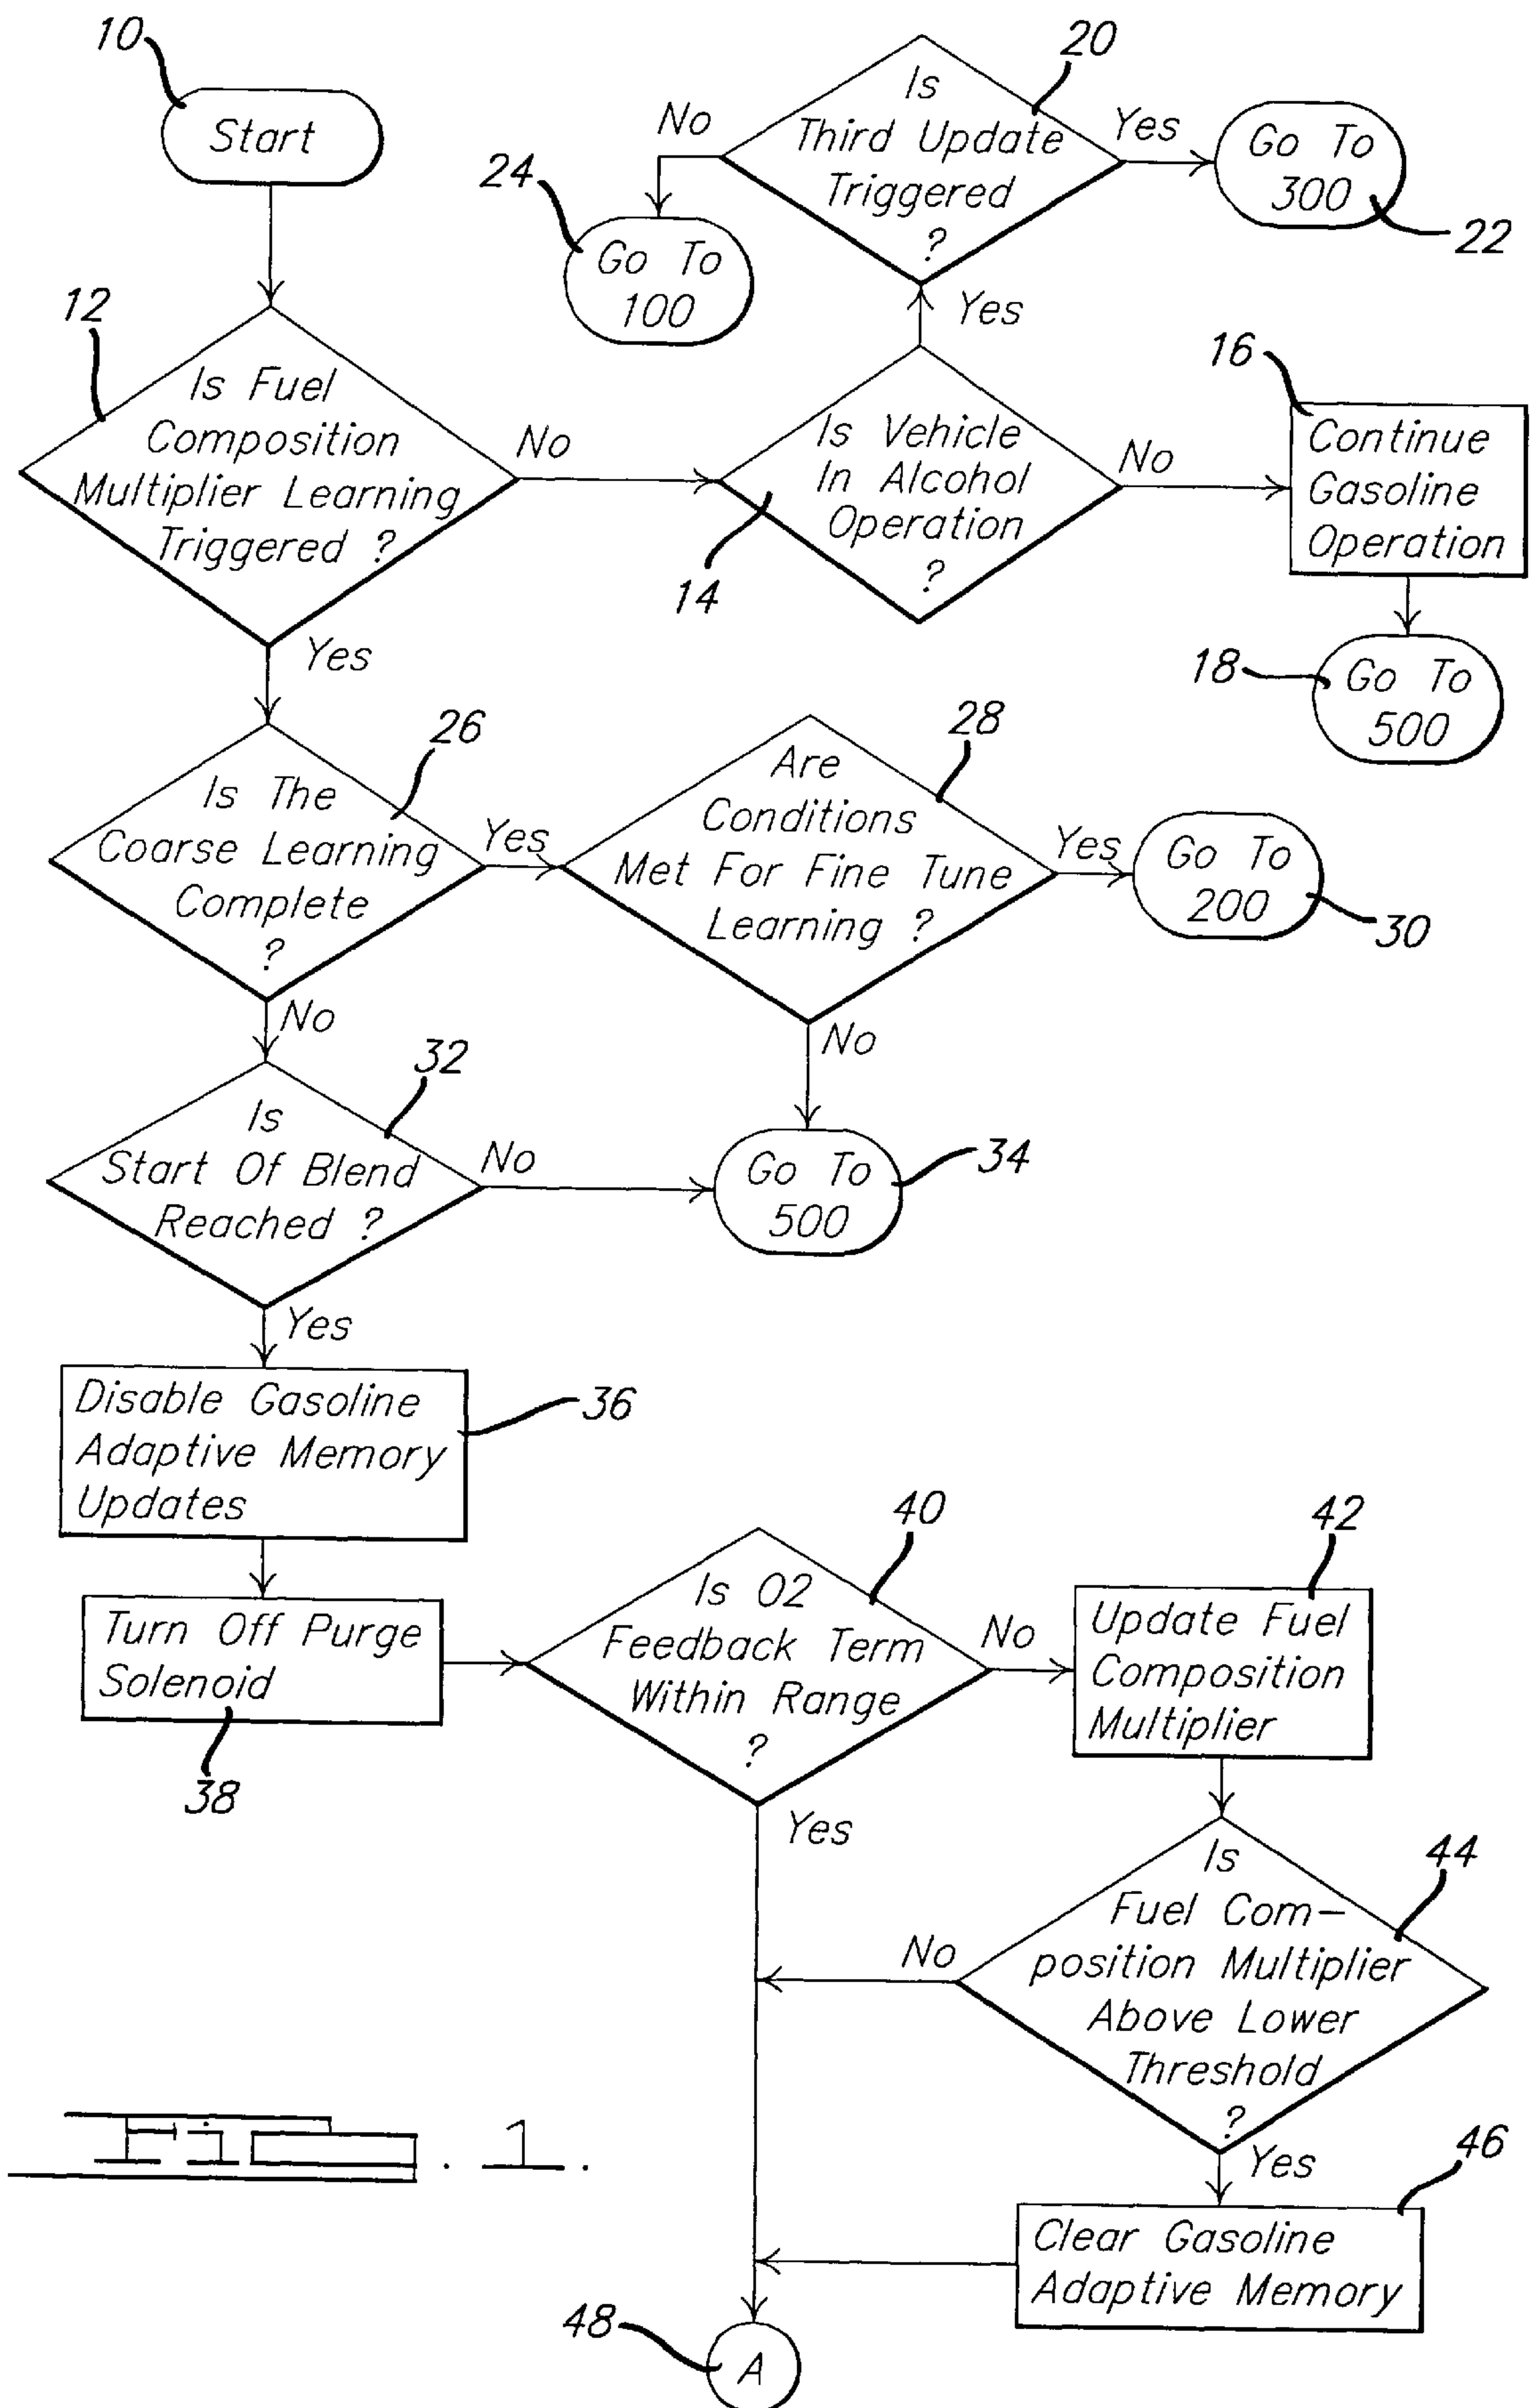 10
Start
12
Is Fuel
Composition
Multiplier Learning
Triggered ?
No
Yes
20
Is
Third Update
Triggered
?
No
Yes
24
Go To
100
Go To
300
22
Yes
Is Vehicle
In Alcohol
Operation
?
14
No
16
Continue
Gasoline
Operation
18
Go To
500
26
Is The
Coarse Learning
Complete
?
Yes
No
28
Are
Conditions
Met For Fine Tune
Learning ?
Yes
No
Go To
200
30
32
Is
Start Of Blend
Reached ?
No
Yes
Go To
500
34
Disable Gasoline
Adaptive Memory
Updates
36
Turn Off Purge
Solenoid
38
40
Is O2
Feedback Term
Within Range
?
No
Yes
42
Update Fuel
Composition
Multiplier
44
Is
Fuel Com-
position Multiplier
Above Lower
Threshold
?
No
Yes
46
Clear Gasoline
Adaptive Memory
48
A
Fig. 1.